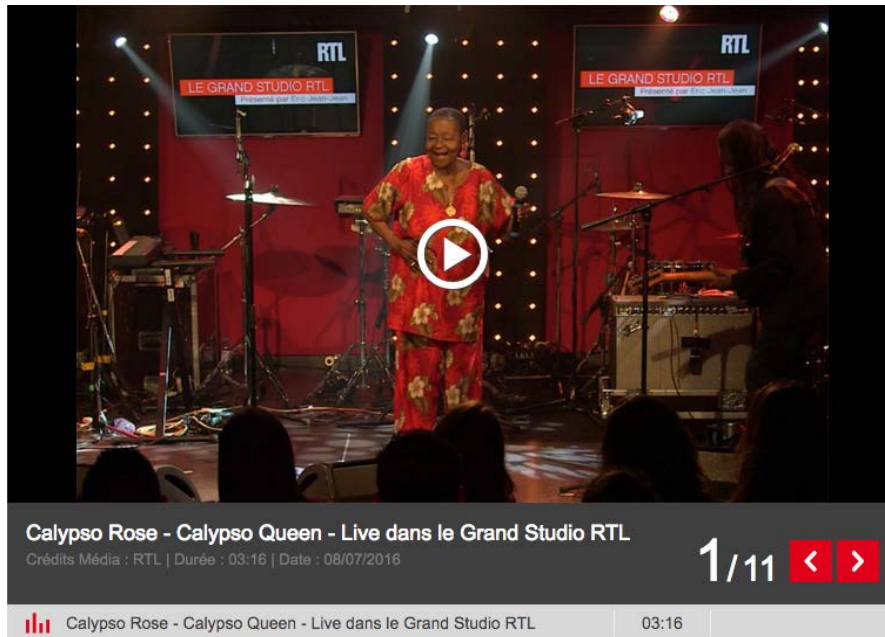 RTL
LE GRAND STUDIO RTL
Présenté par Eric Jean-Jean
RTL
LE GRAND STUDIO RTL
Présenté par Eric Jean-Jean
Calypso Rose - Calypso Queen - Live dans le Grand Studio RTL
Crédits Média : RTL | Durée : 03:16 | Date : 08/07/2016
1/11
Calypso Rose - Calypso Queen - Live dans le Grand Studio RTL 03:16